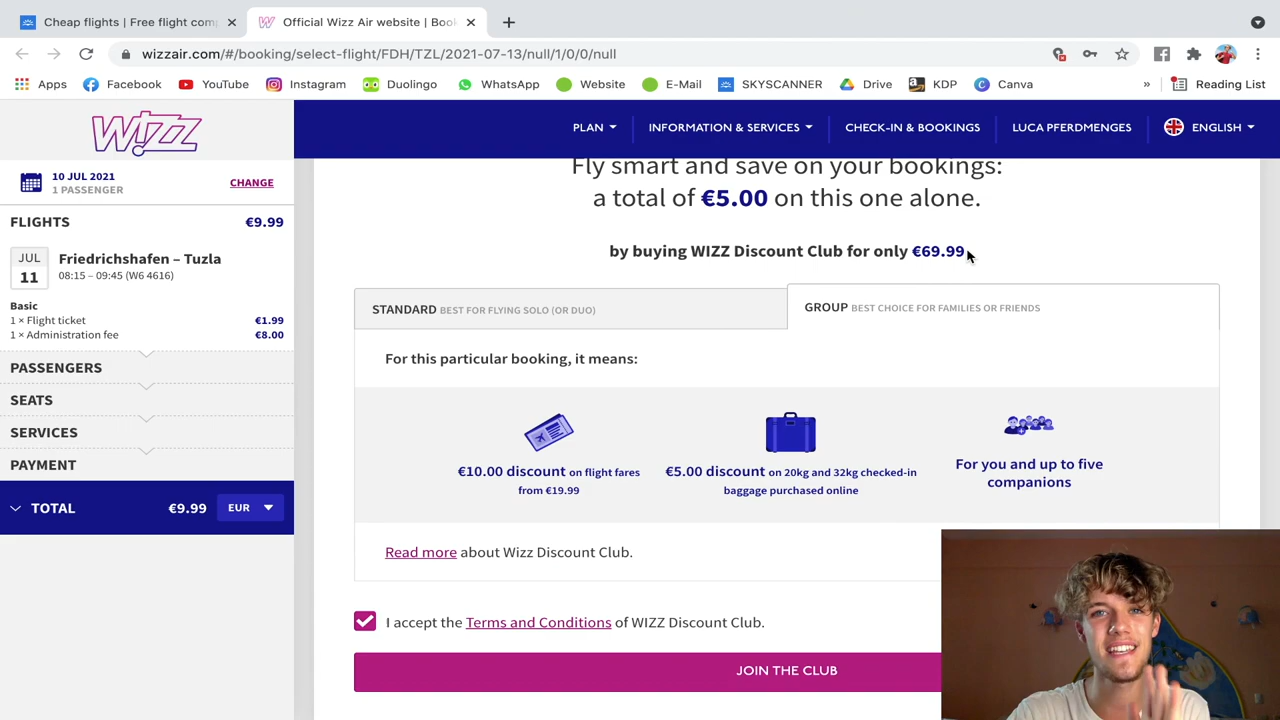 Cheap flights | Free flight com
Official Wizz Air website | Boo
wizzair.com/#/booking/select-flight/FDH/TZL/2021-07-13/null/1/0/0/null
Apps
Facebook
YouTube
Instagram
Duolingo
WhatsApp
Website
E-Mail
SKYSCANNER
Drive
KDP
Canva
»
Reading List
WIZZ
PLAN
INFORMATION & SERVICES
CHECK-IN & BOOKINGS
LUCA PFERDMENGES
ENGLISH
10 JUL 2021
1 PASSENGER
CHANGE
FLIGHTS €9.99
JUL
11
Friedrichshafen – Tuzla
08:15 – 09:45 (W6 4616)
Basic
1 × Flight ticket €1.99
1 × Administration fee €8.00
PASSENGERS
SEATS
SERVICES
PAYMENT
TOTAL €9.99 EUR
Fly smart and save on your bookings:
a total of €5.00 on this one alone.
by buying WIZZ Discount Club for only €69.99
STANDARD BEST FOR FLYING SOLO (OR DUO)
GROUP BEST CHOICE FOR FAMILIES OR FRIENDS
For this particular booking, it means:
€10.00 discount on flight fares
from €19.99
€5.00 discount on 20kg and 32kg checked-in
baggage purchased online
For you and up to five
companions
Read more about Wizz Discount Club.
I accept the Terms and Conditions of WIZZ Discount Club.
JOIN THE CLUB